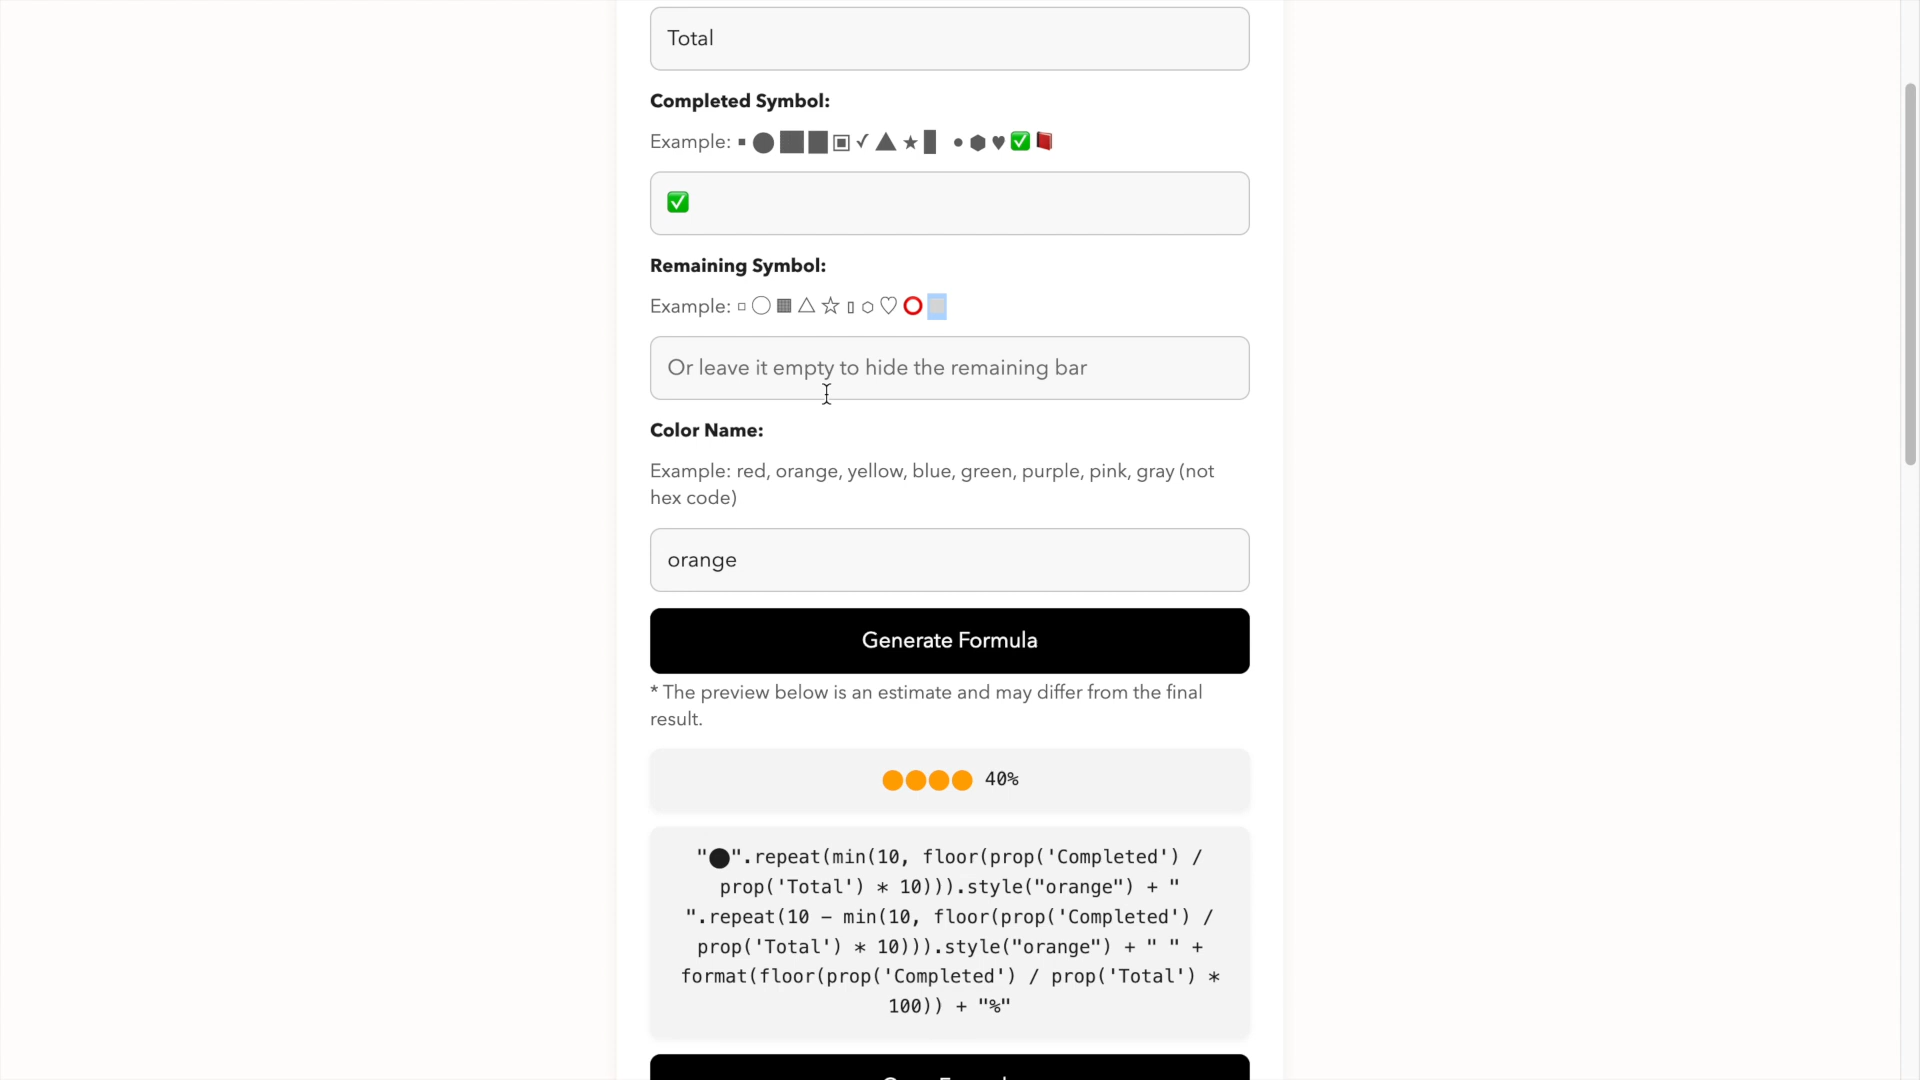 Total
Completed Symbol:
Example: ▪ ⬤ ■ ■ ▣ ✓ ▲ ★ █ • ⬢ ♥ ✅ 📕
✅
Remaining Symbol:
Example: ▫ ◯ ▦ △ ☆ ▯ ⬡ ♡ ⭕ ⬜
Or leave it empty to hide the remaining bar
Color Name:
Example: red, orange, yellow, blue, green, purple, pink, gray (not
hex code)
orange
Generate Formula
* The preview below is an estimate and may differ from the final
result.
⬤⬤⬤⬤ 40%
"⬤".repeat(min(10, floor(prop('Completed') /
prop('Total') * 10))).style("orange") + "
".repeat(10 – min(10, floor(prop('Completed') /
prop('Total') * 10))).style("orange") + " " +
format(floor(prop('Completed') / prop('Total') *
100)) + "%"